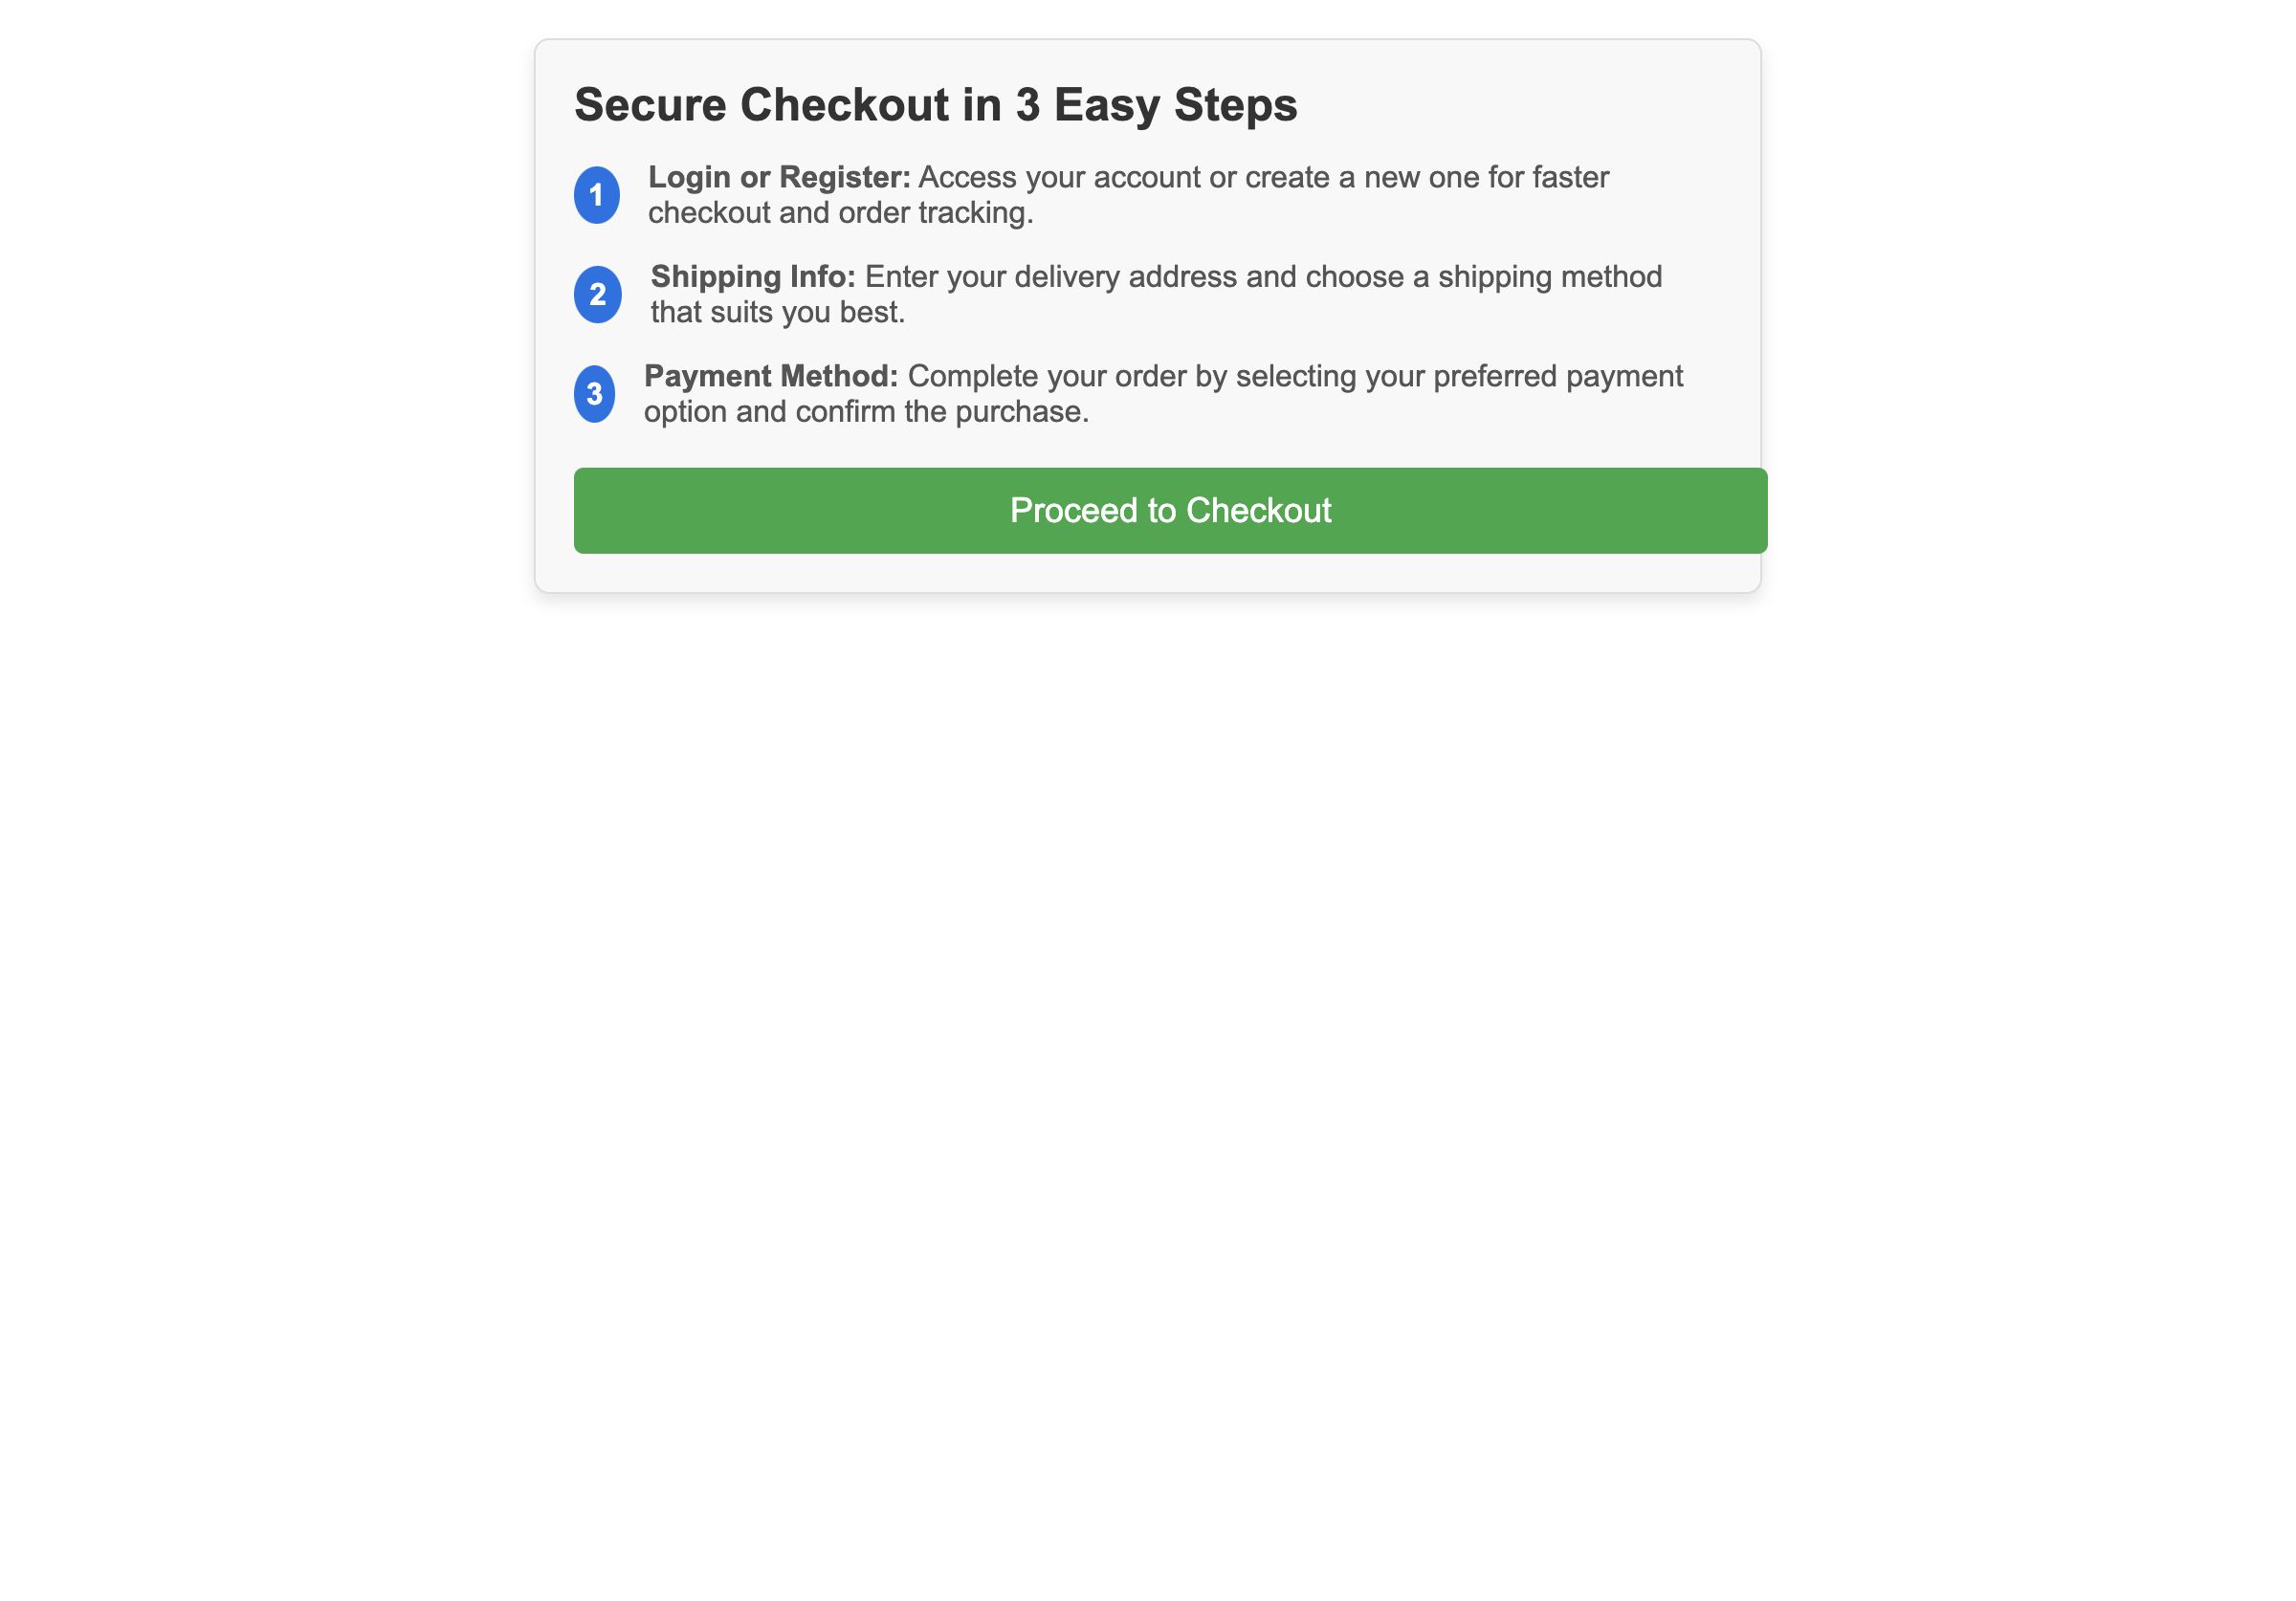 Secure Checkout in 3 Easy Steps
1 Login or Register: Access your account or create a new one for faster
checkout and order tracking.
2 Shipping Info: Enter your delivery address and choose a shipping method
that suits you best.
3 Payment Method: Complete your order by selecting your preferred payment
option and confirm the purchase.
Proceed to Checkout